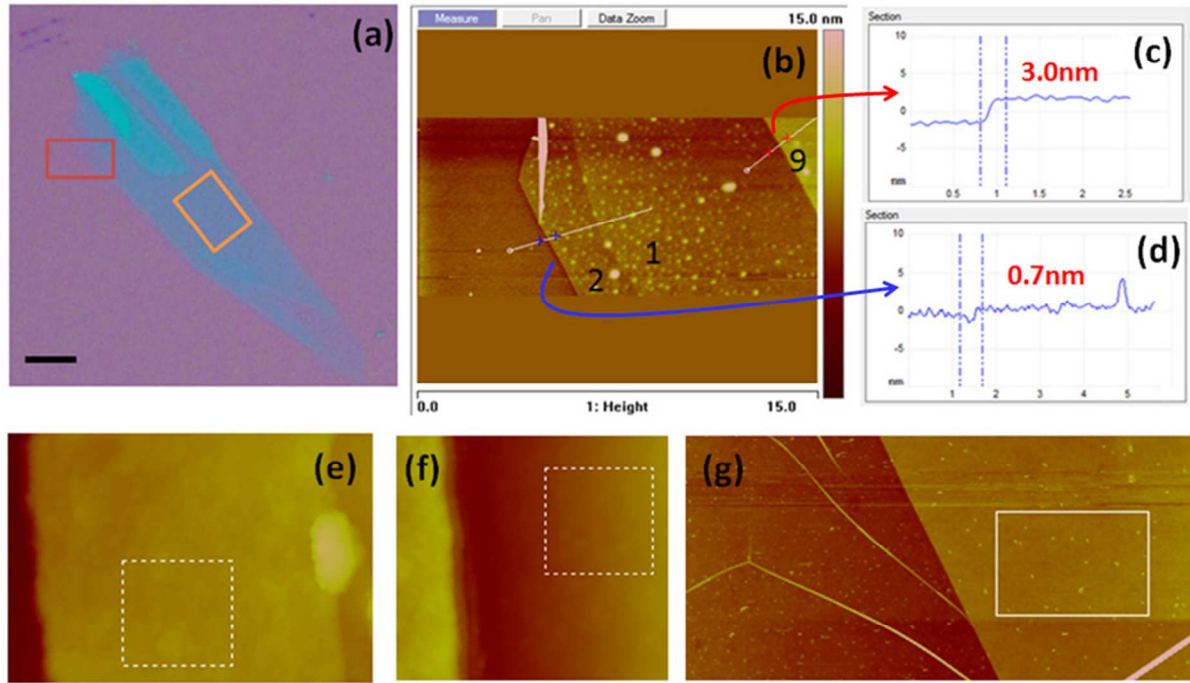 (a)
Measure Pan Data Zoom 15.0 nm
(b)
9
1
2
0.0 1: Height 15.0
Section
(c)
10
5
0
-5
nm
3.0nm
0.5 1.0 1.5 2.0 2.5
Section
(d)
10
5
0
-5
nm
0.7nm
1 2 3 4 5
(e)
(f)
(g)